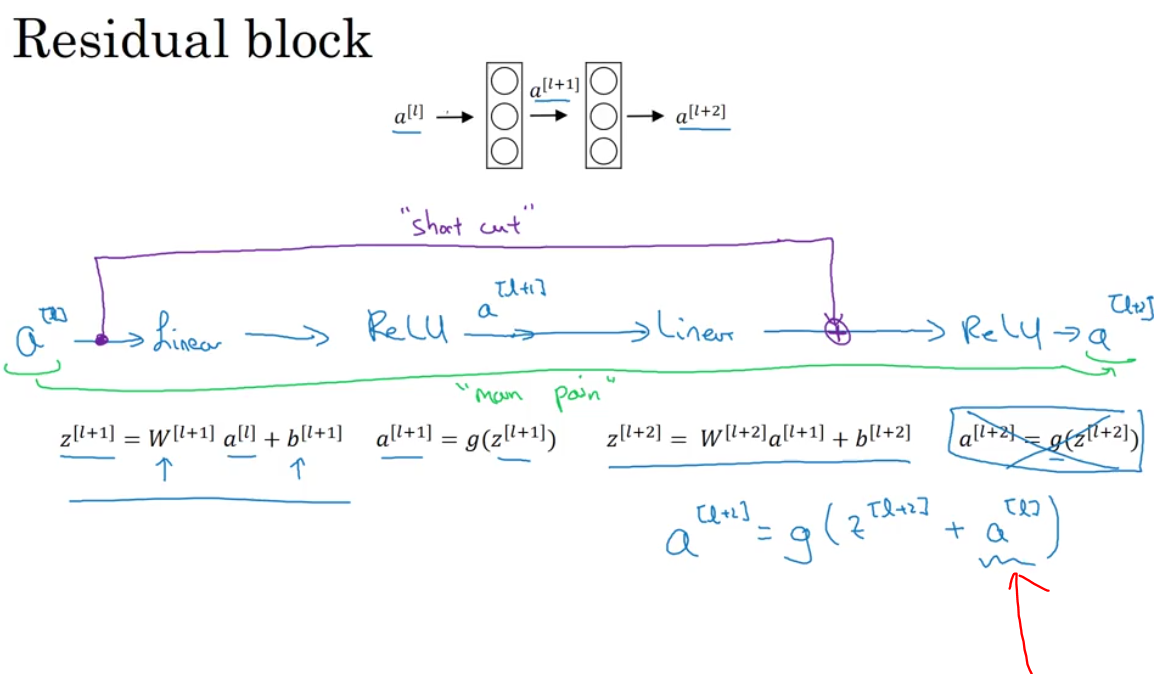 Residual block
a[l] a[l+1] a[l+2]
"short cut"
a[l] Linear ReLU a[l+1] Linear ReLU a[l+2]
"main
z[l+1] = W[l+1] a[l] + b[l+1] a[l+1] = g(z[l+1]) z[l+2] = W[l+2]a[l+1] + b[l+2] a[l+2] = g(z[l+2])
a[l+2] = g(z[l+2] + a[l])